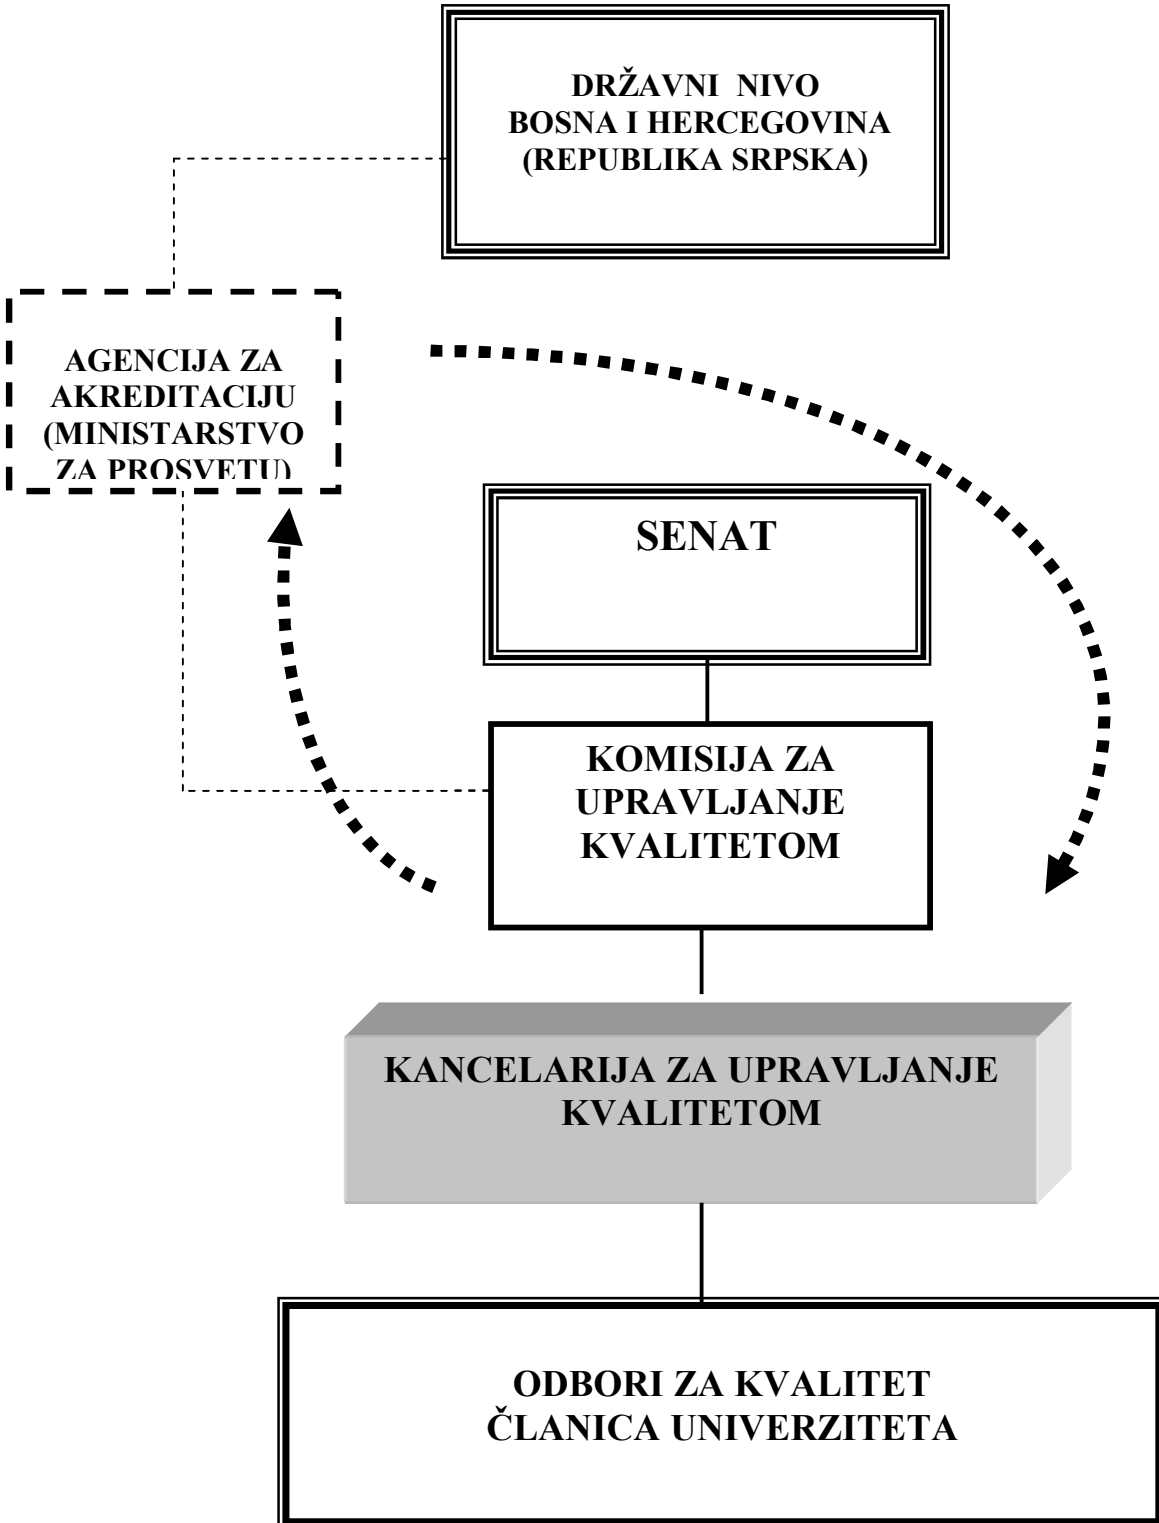 DRŽAVNI NIVO
BOSNA I HERCEGOVINA
(REPUBLIKA SRPSKA)
AGENCIJA ZA
AKREDITACIJU
(MINISTARSTVO
ZA PROSVETU)
SENAT
KOMISIJA ZA
UPRAVLJANJE
KVALITETOM
KANCELARIJA ZA UPRAVLJANJE
KVALITETOM
ODBORI ZA KVALITET
ČLANICA UNIVERZITETA